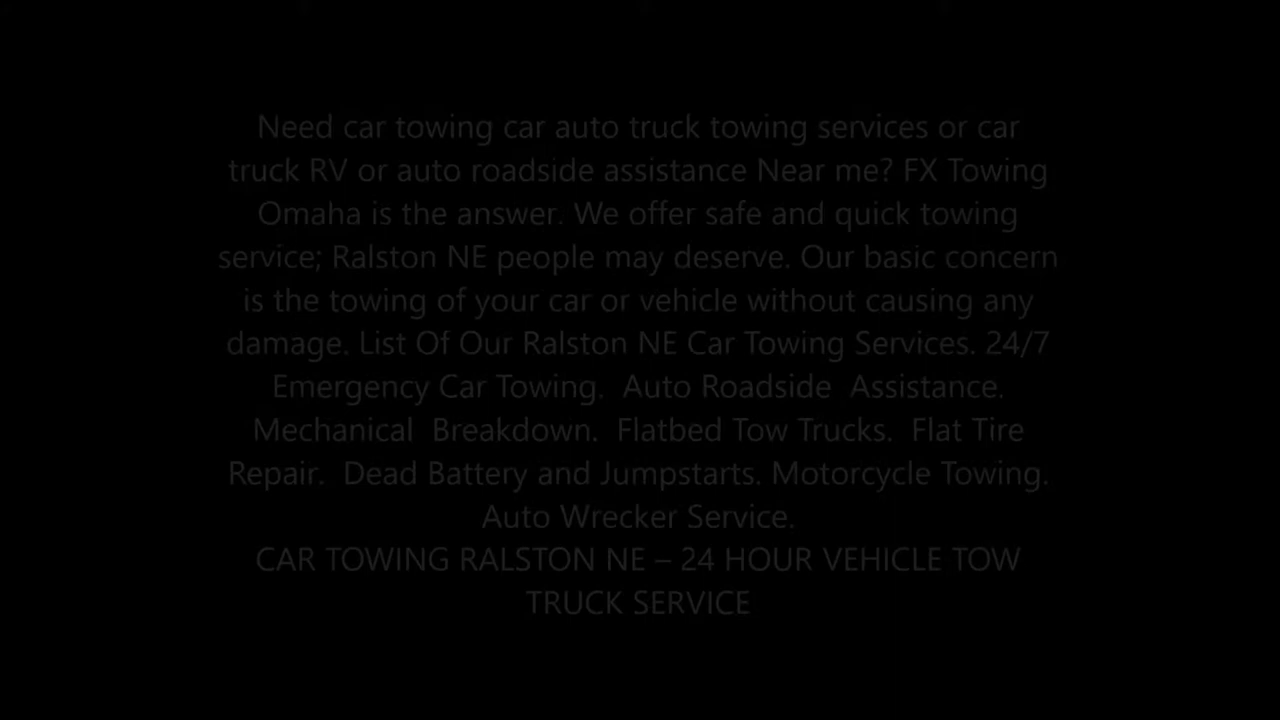 Need car towing car auto truck towing services or car
truck RV or auto roadside assistance Near me? FX Towing
Omaha is the answer. We offer safe and quick towing
service; Ralston NE people may deserve. Our basic concern
is the towing of your car or vehicle without causing any
damage. List Of Our Ralston NE Car Towing Services. 24/7
Emergency Car Towing.  Auto Roadside  Assistance.
Mechanical  Breakdown.  Flatbed Tow Trucks.  Flat Tire
Repair.  Dead Battery and Jumpstarts. Motorcycle Towing.
Auto Wrecker Service.
CAR TOWING RALSTON NE – 24 HOUR VEHICLE TOW
TRUCK SERVICE